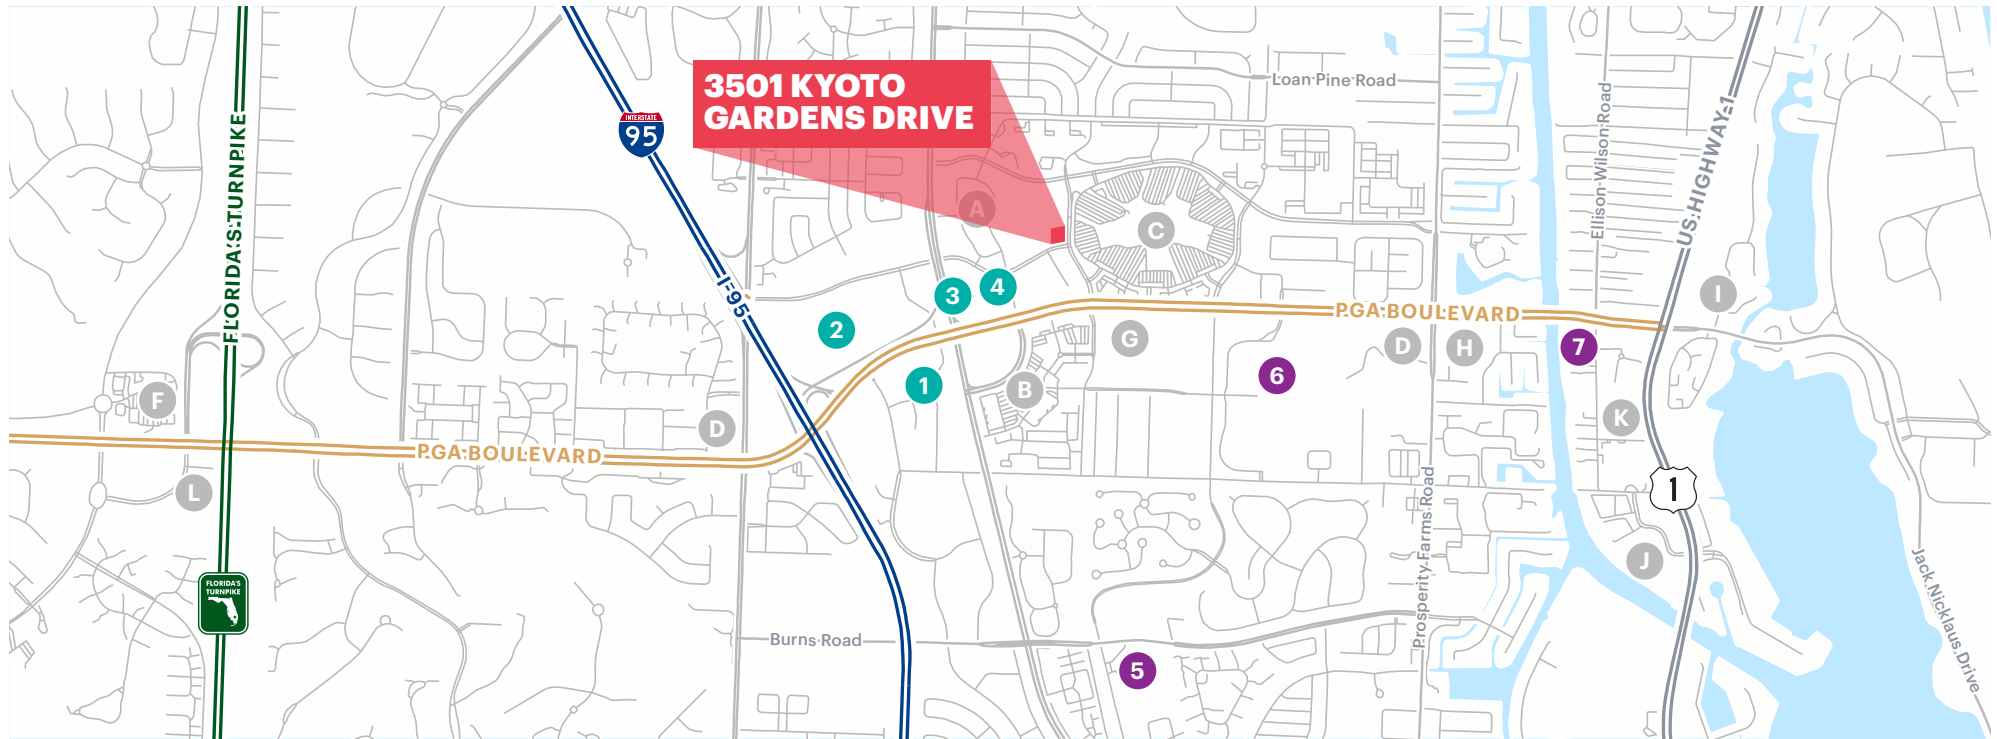 3501 KYOTO
GARDENS DRIVE
INTERSTATE
95
Loan Pine Road
Ellison-Wilson Road
US HIGHWAY-1
FLORIDA'S TURNPIKE
A
C
I-95
3
4
I
2
PGA BOULEVARD
G
D
H
7
1
B
6
F
D
K
PGA BOULEVARD
L
1
Prosperity Farms Road
J
FLORIDA'S
TURNPIKE
Jack Nicklaus Drive
Burns Road
5